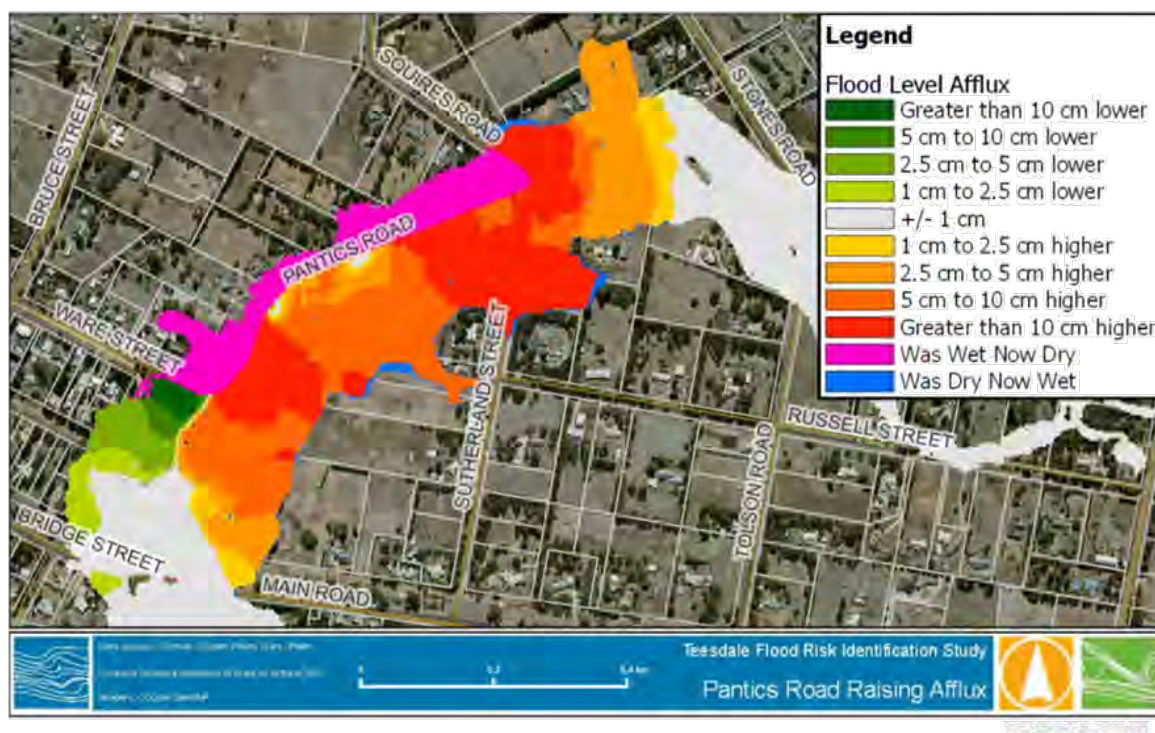 Legend
Flood Level Afflux
Greater than 10 cm lower
5 cm to 10 cm lower
2.5 cm to 5 cm lower
1 cm to 2.5 cm lower
+/- 1 cm
1 cm to 2.5 cm higher
2.5 cm to 5 cm higher
5 cm to 10 cm higher
Greater than 10 cm higher
Was Wet Now Dry
Was Dry Now Wet
SQUIRES ROAD
STONES ROAD
BRUCE STREET
PANTICS ROAD
WARE STREET
SUTHERLAND STREET
RUSSELL STREET
TOLSON ROAD
BRIDGE STREET
MAIN ROAD
Teesdale Flood Risk Identification Study
Pantics Road Raising Afflux